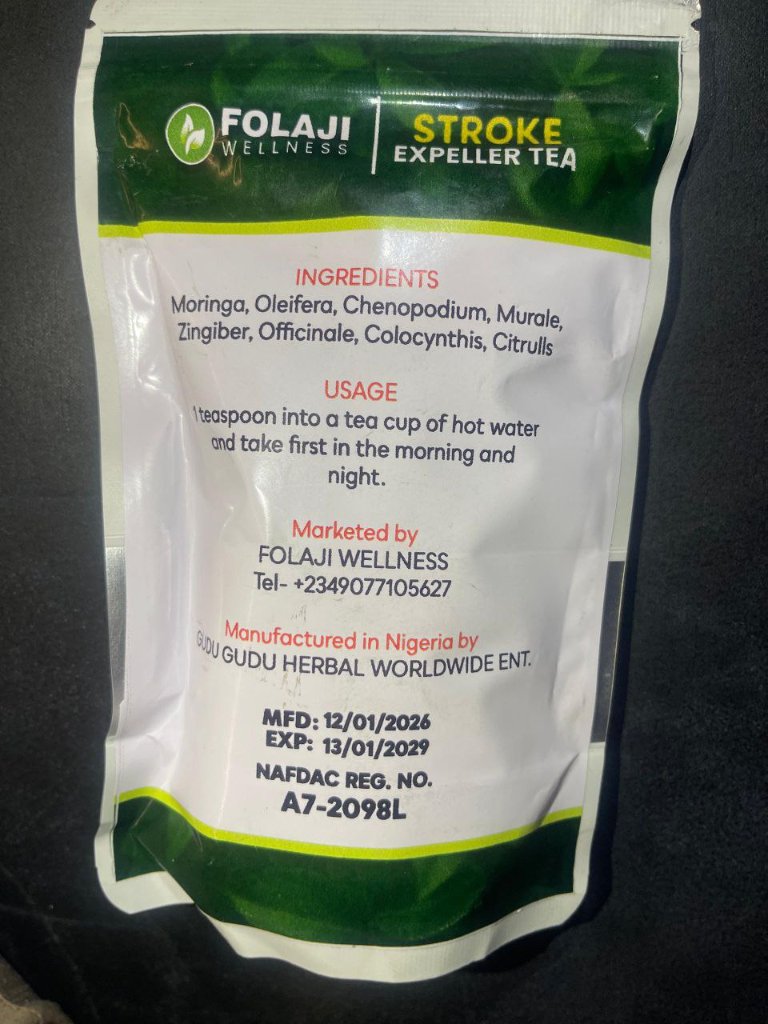 FOLAJI
WELLNESS
STROKE
EXPELLER TEA
INGREDIENTS
Moringa, Oleifera, Chenopodium, Murale,
Zingiber, Officinale, Colocynthis, Citrulls
USAGE
1 teaspoon into a tea cup of hot water
and take first in the morning and
night.
Marketed by
FOLAJI WELLNESS
Tel- +2349077105627
Manufactured in Nigeria by
GUDU GUDU HERBAL WORLDWIDE ENT.
MFD: 12/01/2026
EXP: 13/01/2029
NAFDAC REG. NO.
A7-2098L